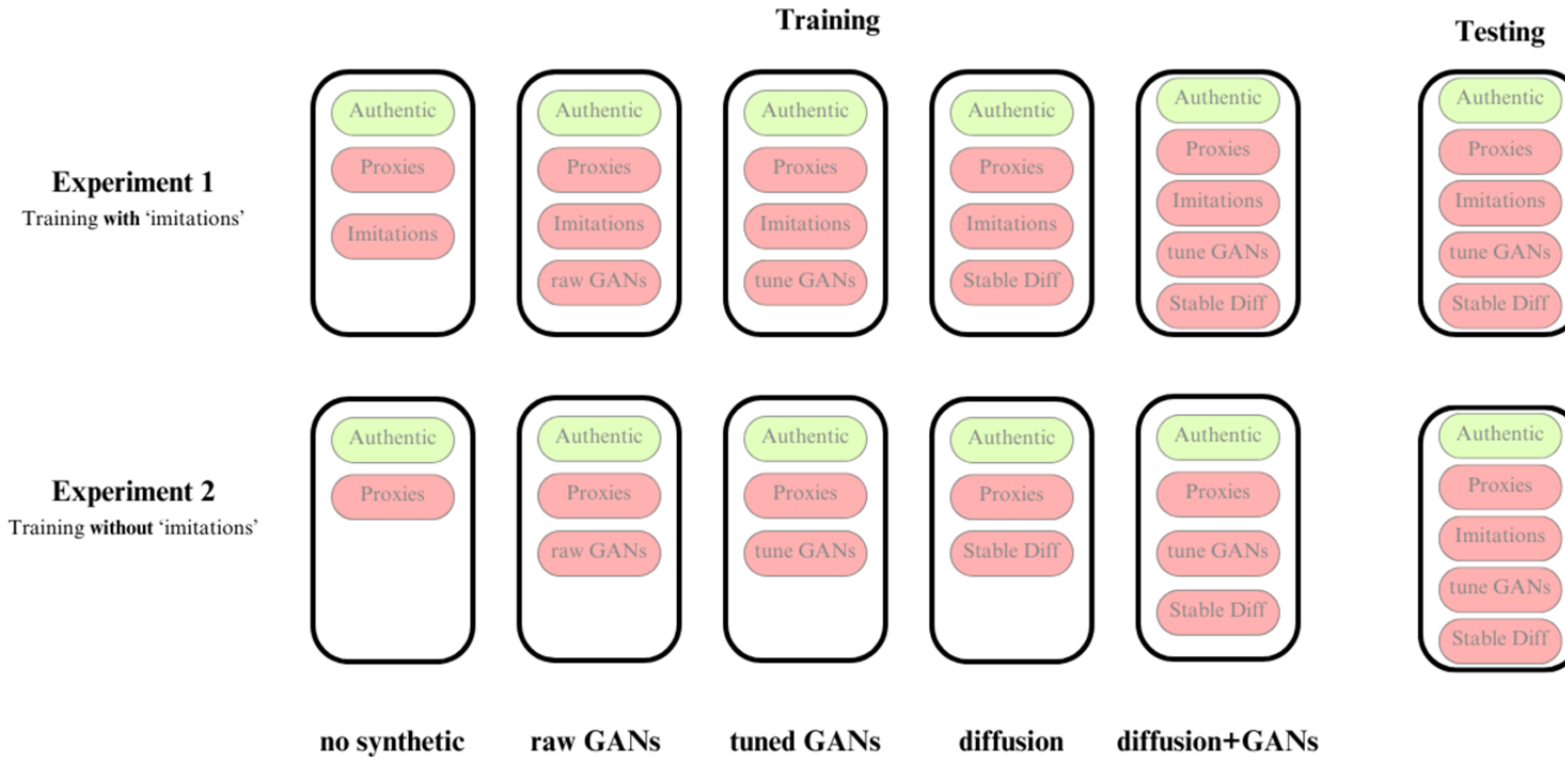 Training
Testing
Experiment 1
Training with ‘imitations’
Authentic
Proxies
Imitations
Authentic
Proxies
Imitations
raw GANs
Authentic
Proxies
Imitations
tune GANs
Authentic
Proxies
Imitations
Stable Diff
Authentic
Proxies
Imitations
tune GANs
Stable Diff
Authentic
Proxies
Imitations
tune GANs
Stable Diff
Experiment 2
Training without ‘imitations’
Authentic
Proxies
Authentic
Proxies
raw GANs
Authentic
Proxies
tune GANs
Authentic
Proxies
Stable Diff
Authentic
Proxies
tune GANs
Stable Diff
Authentic
Proxies
Imitations
tune GANs
Stable Diff
no synthetic
raw GANs
tuned GANs
diffusion
diffusion+GANs